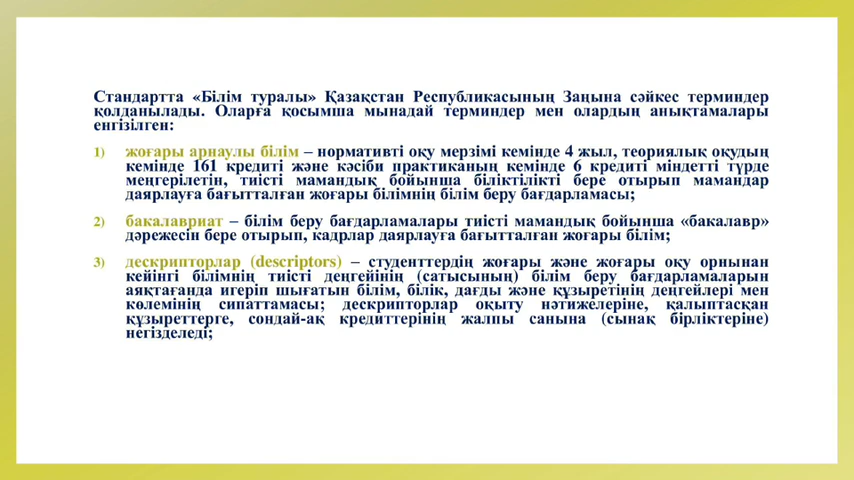 Стандартта «Білім туралы» Қазақстан Республикасының Заңына сәйкес терминдер
қолданылады. Оларға қосымша мынадай терминдер мен олардың анықтамалары
енгізілген:
1) жоғары арнаулы білім – нормативті оқу мерзімі кемінде 4 жыл, теориялық оқудың
кемінде 161 кредиті және кәсіби практиканың кемінде 6 кредиті міндетті түрде
меңгерілетін, тиісті мамандық бойынша біліктілікті бере отырып мамандар
даярлауға бағытталған жоғары білімнің білім беру бағдарламасы;
2) бакалавриат – білім беру бағдарламалары тиісті мамандық бойынша «бакалавр»
дәрежесін бере отырып, кадрлар даярлауға бағытталған жоғары білім;
3) дескрипторлар (descriptors) – студенттердің жоғары және жоғары оқу орнынан
кейінгі білімнің тиісті деңгейінің (сатысының) білім беру бағдарламаларын
аяқтағанда игеріп шығатын білім, білік, дағды және құзыретінің деңгейлері мен
көлемінің сипаттамасы; дескрипторлар оқыту нәтижелеріне, қалыптасқан
құзыреттерге, сондай-ақ кредиттерінің жалпы санына (сынақ бірліктеріне)
негізделеді;